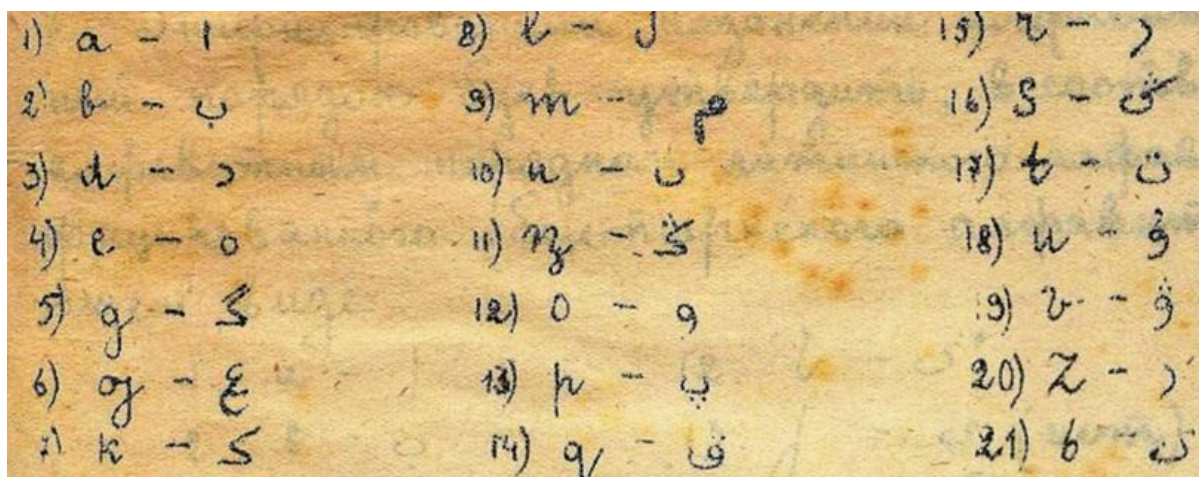 1) a - ا
2) b - ب
3) d - د
4) e - ە
5) g - گ
6) ƣ - ع
7) k - ك
8) l - ل
9) m - م
10) n - ن
11) ꞑ - ڭ
12) o - و
13) p - پ
14) q - ق
15) r - ر
16) s -
17) t - ت
18) u - ۇ
19) v - ۋ
20) z - ز
21) ь - ى